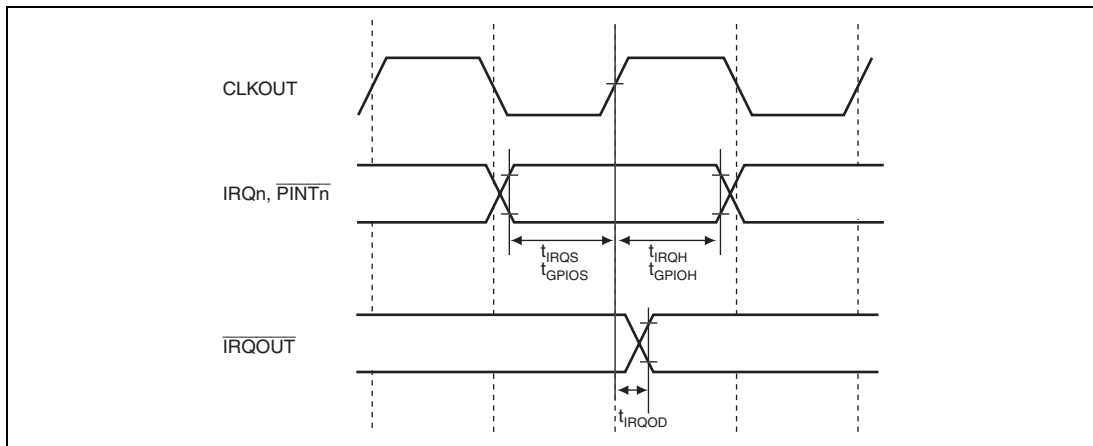 CLKOUT
IRQn, PINTn
tIRQS tIRQH
tGPIOS tGPIOH
IRQOUT
tIRQOD